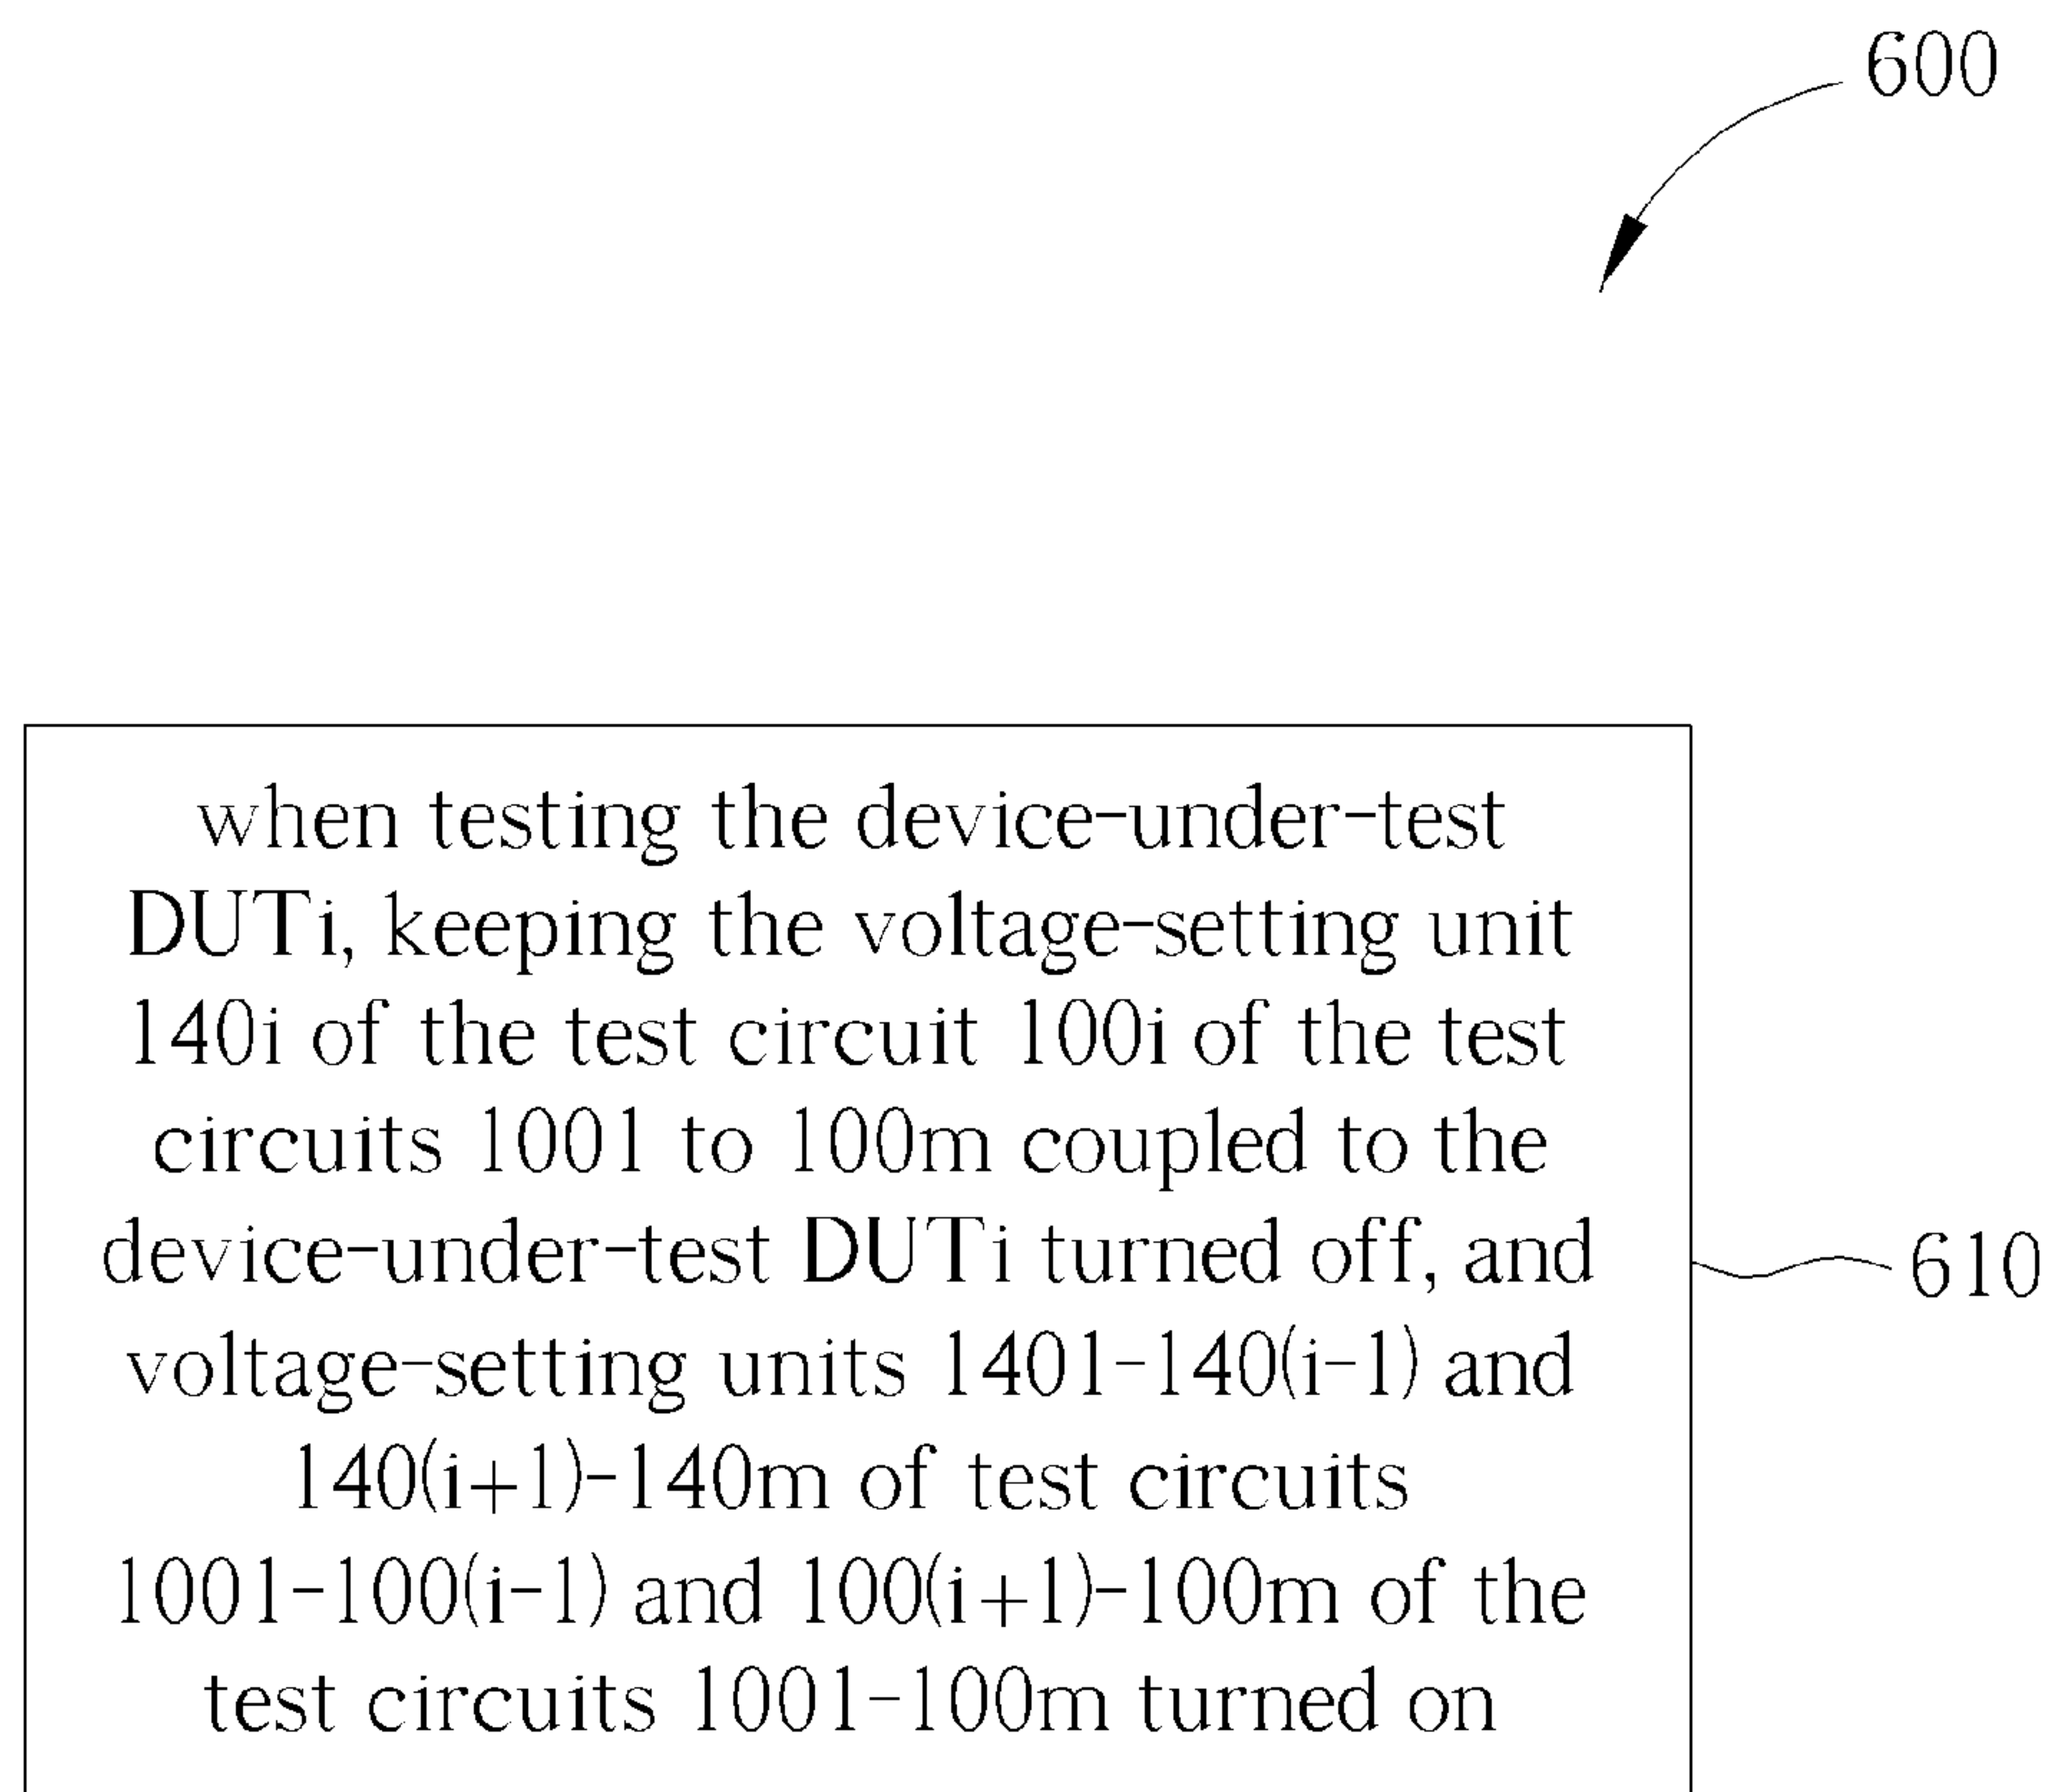 600
when testing the device-under-test
DUTi, keeping the voltage-setting unit
140i of the test circuit 100i of the test
circuits 1001 to 100m coupled to the
device-under-test DUTi turned off, and
610
voltage-setting units 1401-140(i-1) and
140(i+1)-140m of test circuits
1001-100(i-1) and 100(i+1)-100m of the
test circuits 1001-100m turned on